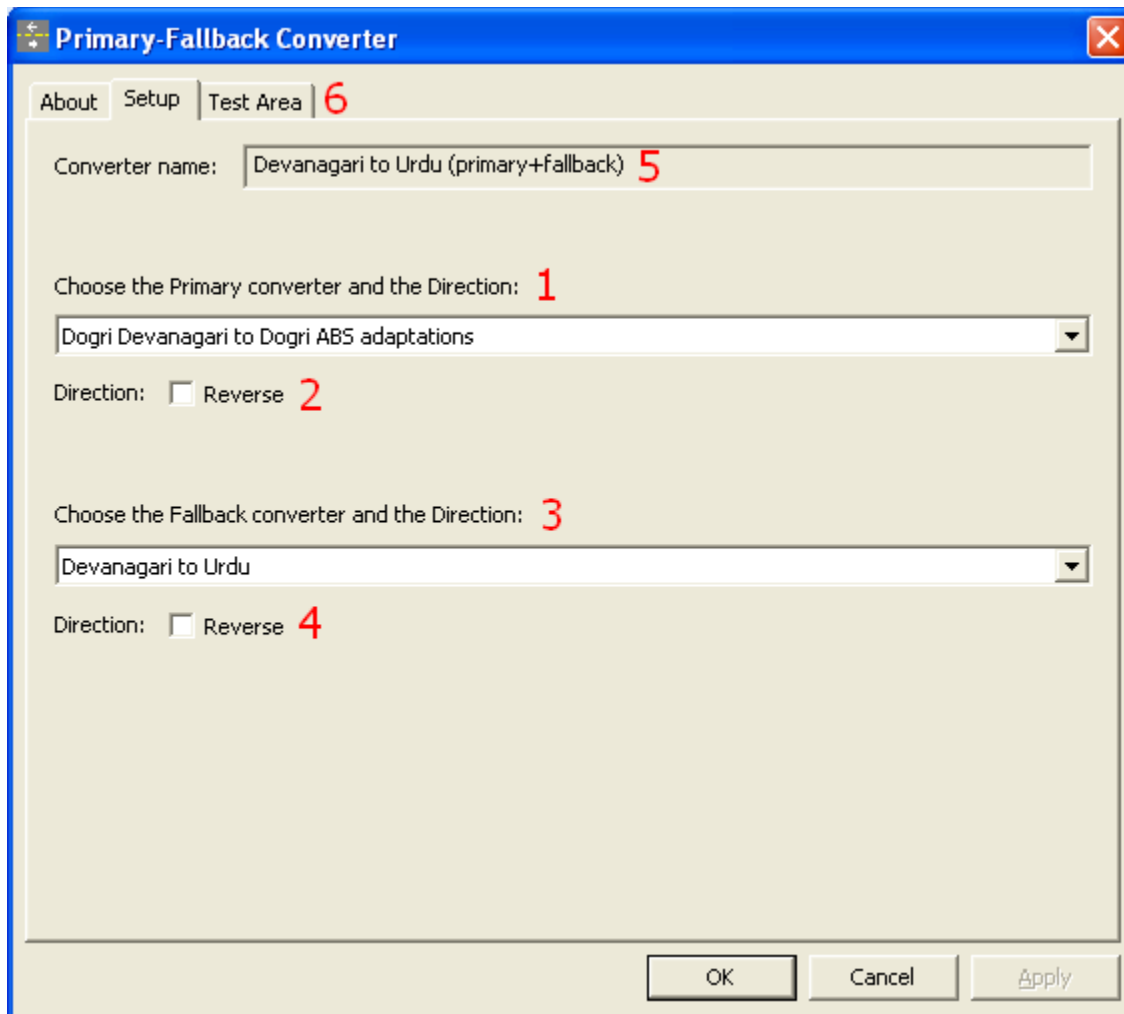 Primary-Fallback Converter
About Setup Test Area 6
Converter name: Devanagari to Urdu (primary+fallback) 5
Choose the Primary converter and the Direction: 1
Dogri Devanagari to Dogri ABS adaptations
Direction: Reverse 2
Choose the Fallback converter and the Direction: 3
Devanagari to Urdu
Direction: Reverse 4
OK Cancel Apply